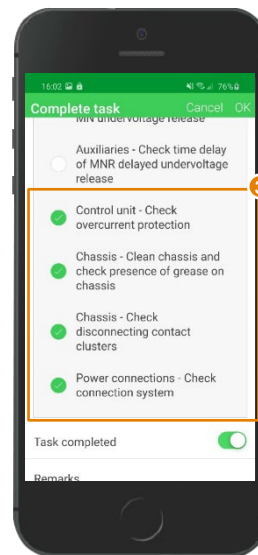 16:02 76%
Complete task Cancel OK
MN undervoltage release
Auxiliaries - Check time delay
of MNR delayed undervoltage
release
Control unit - Check
overcurrent protection
Chassis - Clean chassis and
check presence of grease on
chassis
Chassis - Check
disconnecting contact
clusters
Power connections - Check
connection system
Task completed
Remarks